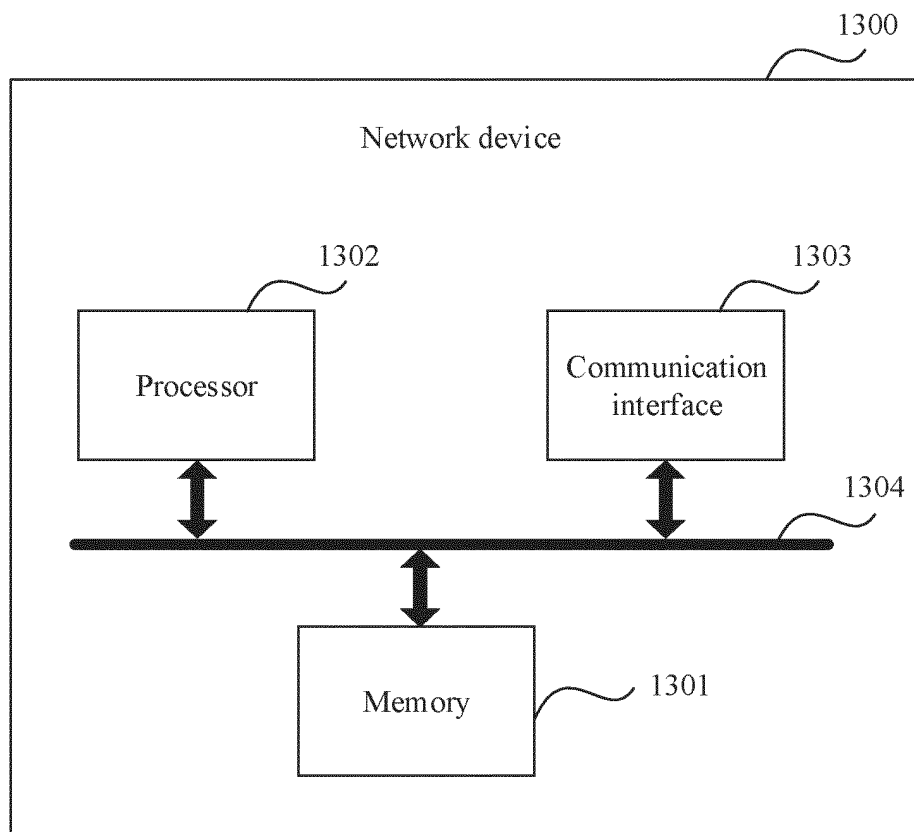 1300
Network device
1302
1303
Processor
Communication
interface
1304
1301
Memory